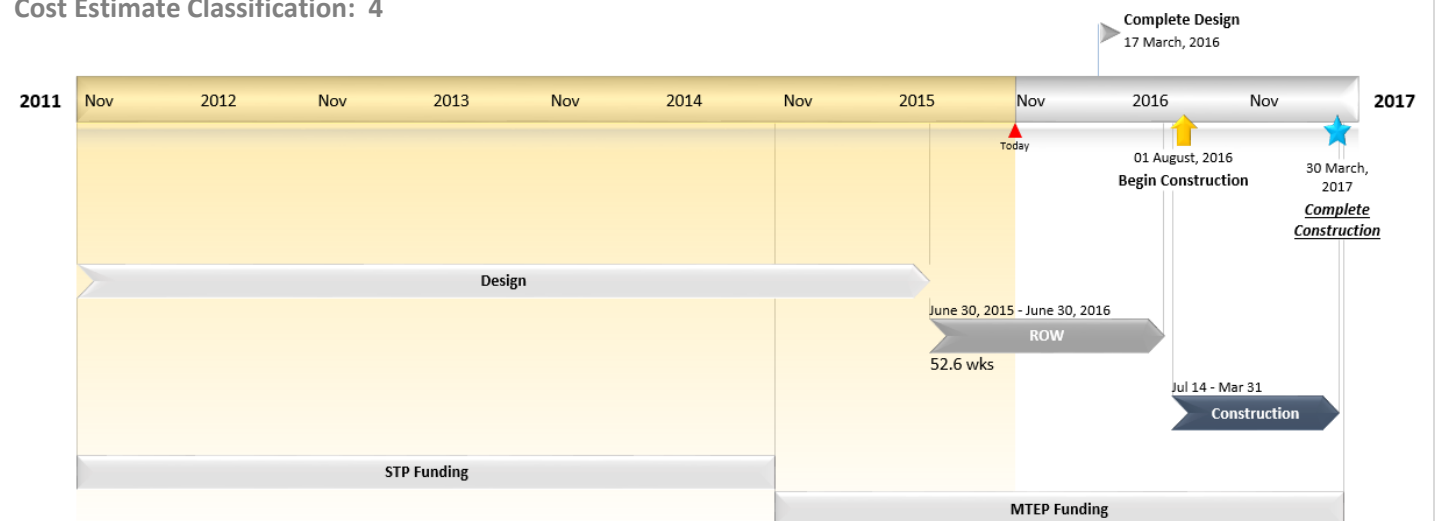 Cost Estimate Classification: 4
Complete Design
17 March, 2016
2011 Nov 2012 Nov 2013 Nov 2014 Nov 2015 Nov 2016 Nov 2017
Today
01 August, 2016
Begin Construction
30 March,
2017
Complete
Construction
Design
June 30, 2015 - June 30, 2016
ROW
52.6 wks
Jul 14 - Mar 31
Construction
STP Funding
MTEP Funding